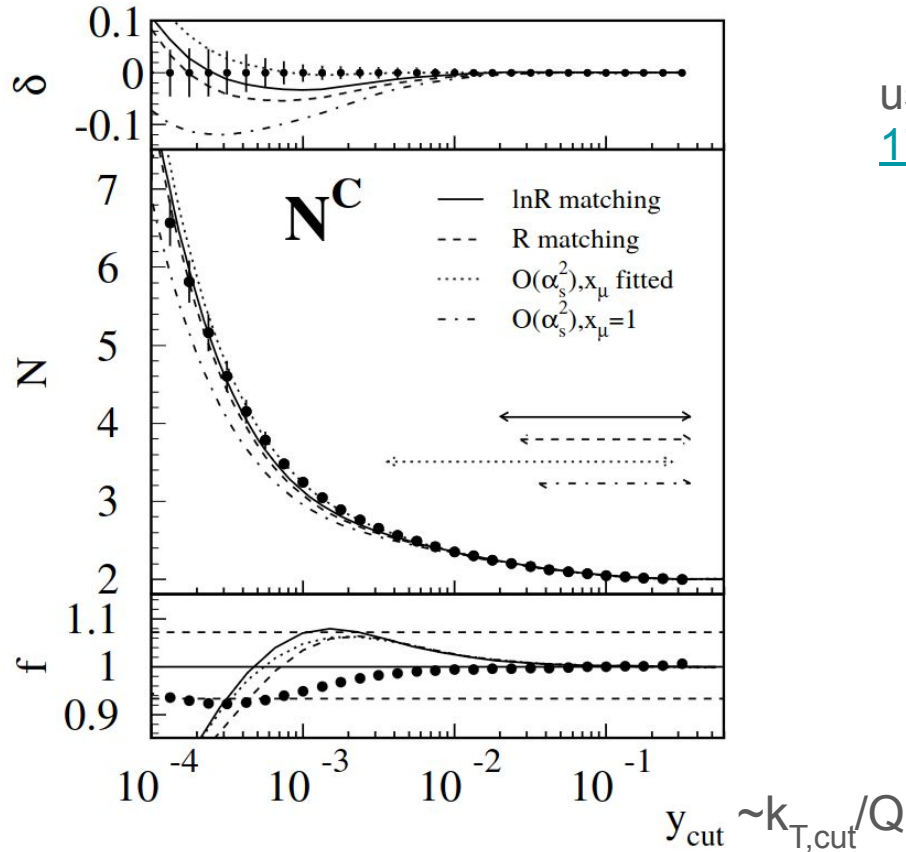 0.1
0
-0.1
δ
us
1
N^C
lnR matching
R matching
O(α_s^2),x_μ fitted
O(α_s^2),x_μ=1
7
6
5
4
3
2
N
1.1
1
0.9
f
10^-4
10^-3
10^-2
10^-1
y_cut ~k_T,cut/Q